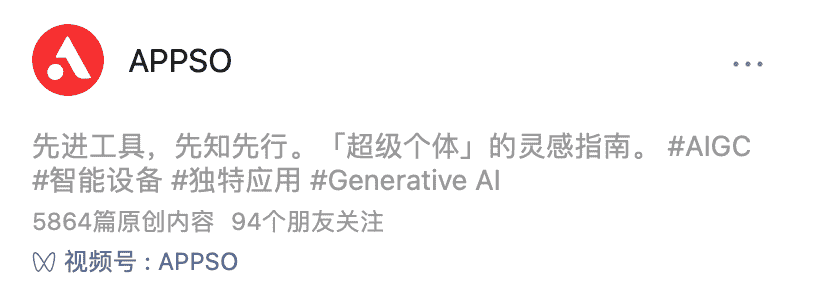 APPSO
先进工具，先知先行。「超级个体」的灵感指南。 #AIGC
#智能设备 #独特应用 #Generative AI
5864篇原创内容 94个朋友关注
视频号 : APPSO